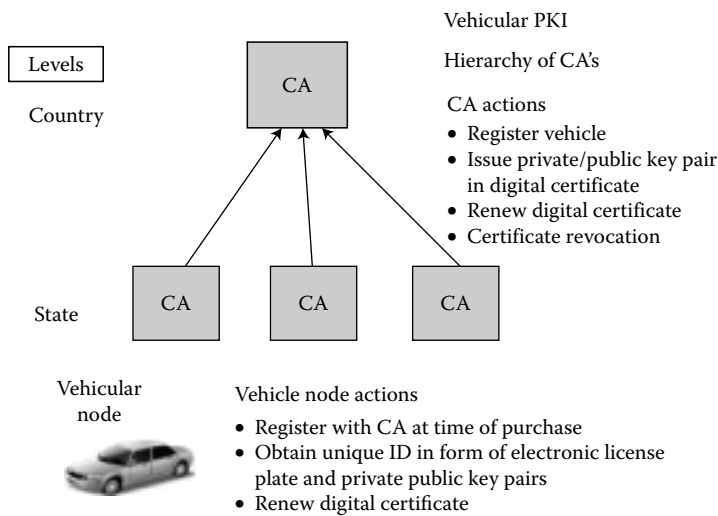 Vehicular PKI
Levels
Hierarchy of CA's
CA
Country
CA actions
• Register vehicle
• Issue private/public key pair
in digital certificate
• Renew digital certificate
• Certificate revocation
State
CA
CA
CA
Vehicular
node
Vehicle node actions
• Register with CA at time of purchase
• Obtain unique ID in form of electronic license
plate and private public key pairs
• Renew digital certificate